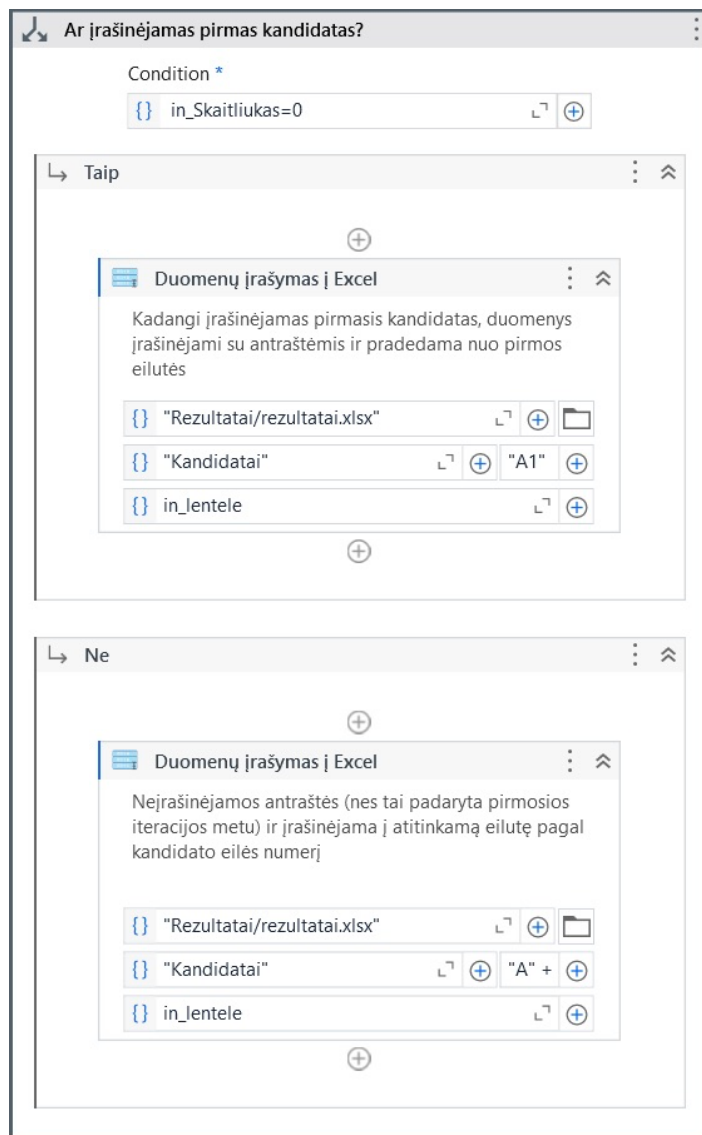 Ar įrašinėjamas pirmas kandidatas?
Condition *
{} in_Skaitliukas=0
Taip
Duomenų įrašymas į Excel
Kadangi įrašinėjamas pirmasis kandidatas, duomenys
įrašinėjami su antraštėmis ir pradedama nuo pirmos
eilutės
{} "Rezultatai/rezultatai.xlsx"
{} "Kandidatai" "A1"
{} in_lentele
Ne
Duomenų įrašymas į Excel
Neįrašinėjamos antraštės (nes tai padaryta pirmosios
iteracijos metu) ir įrašinėjama į atitinkamą eilutę pagal
kandidato eilės numerį
{} "Rezultatai/rezultatai.xlsx"
{} "Kandidatai" "A" +
{} in_lentele